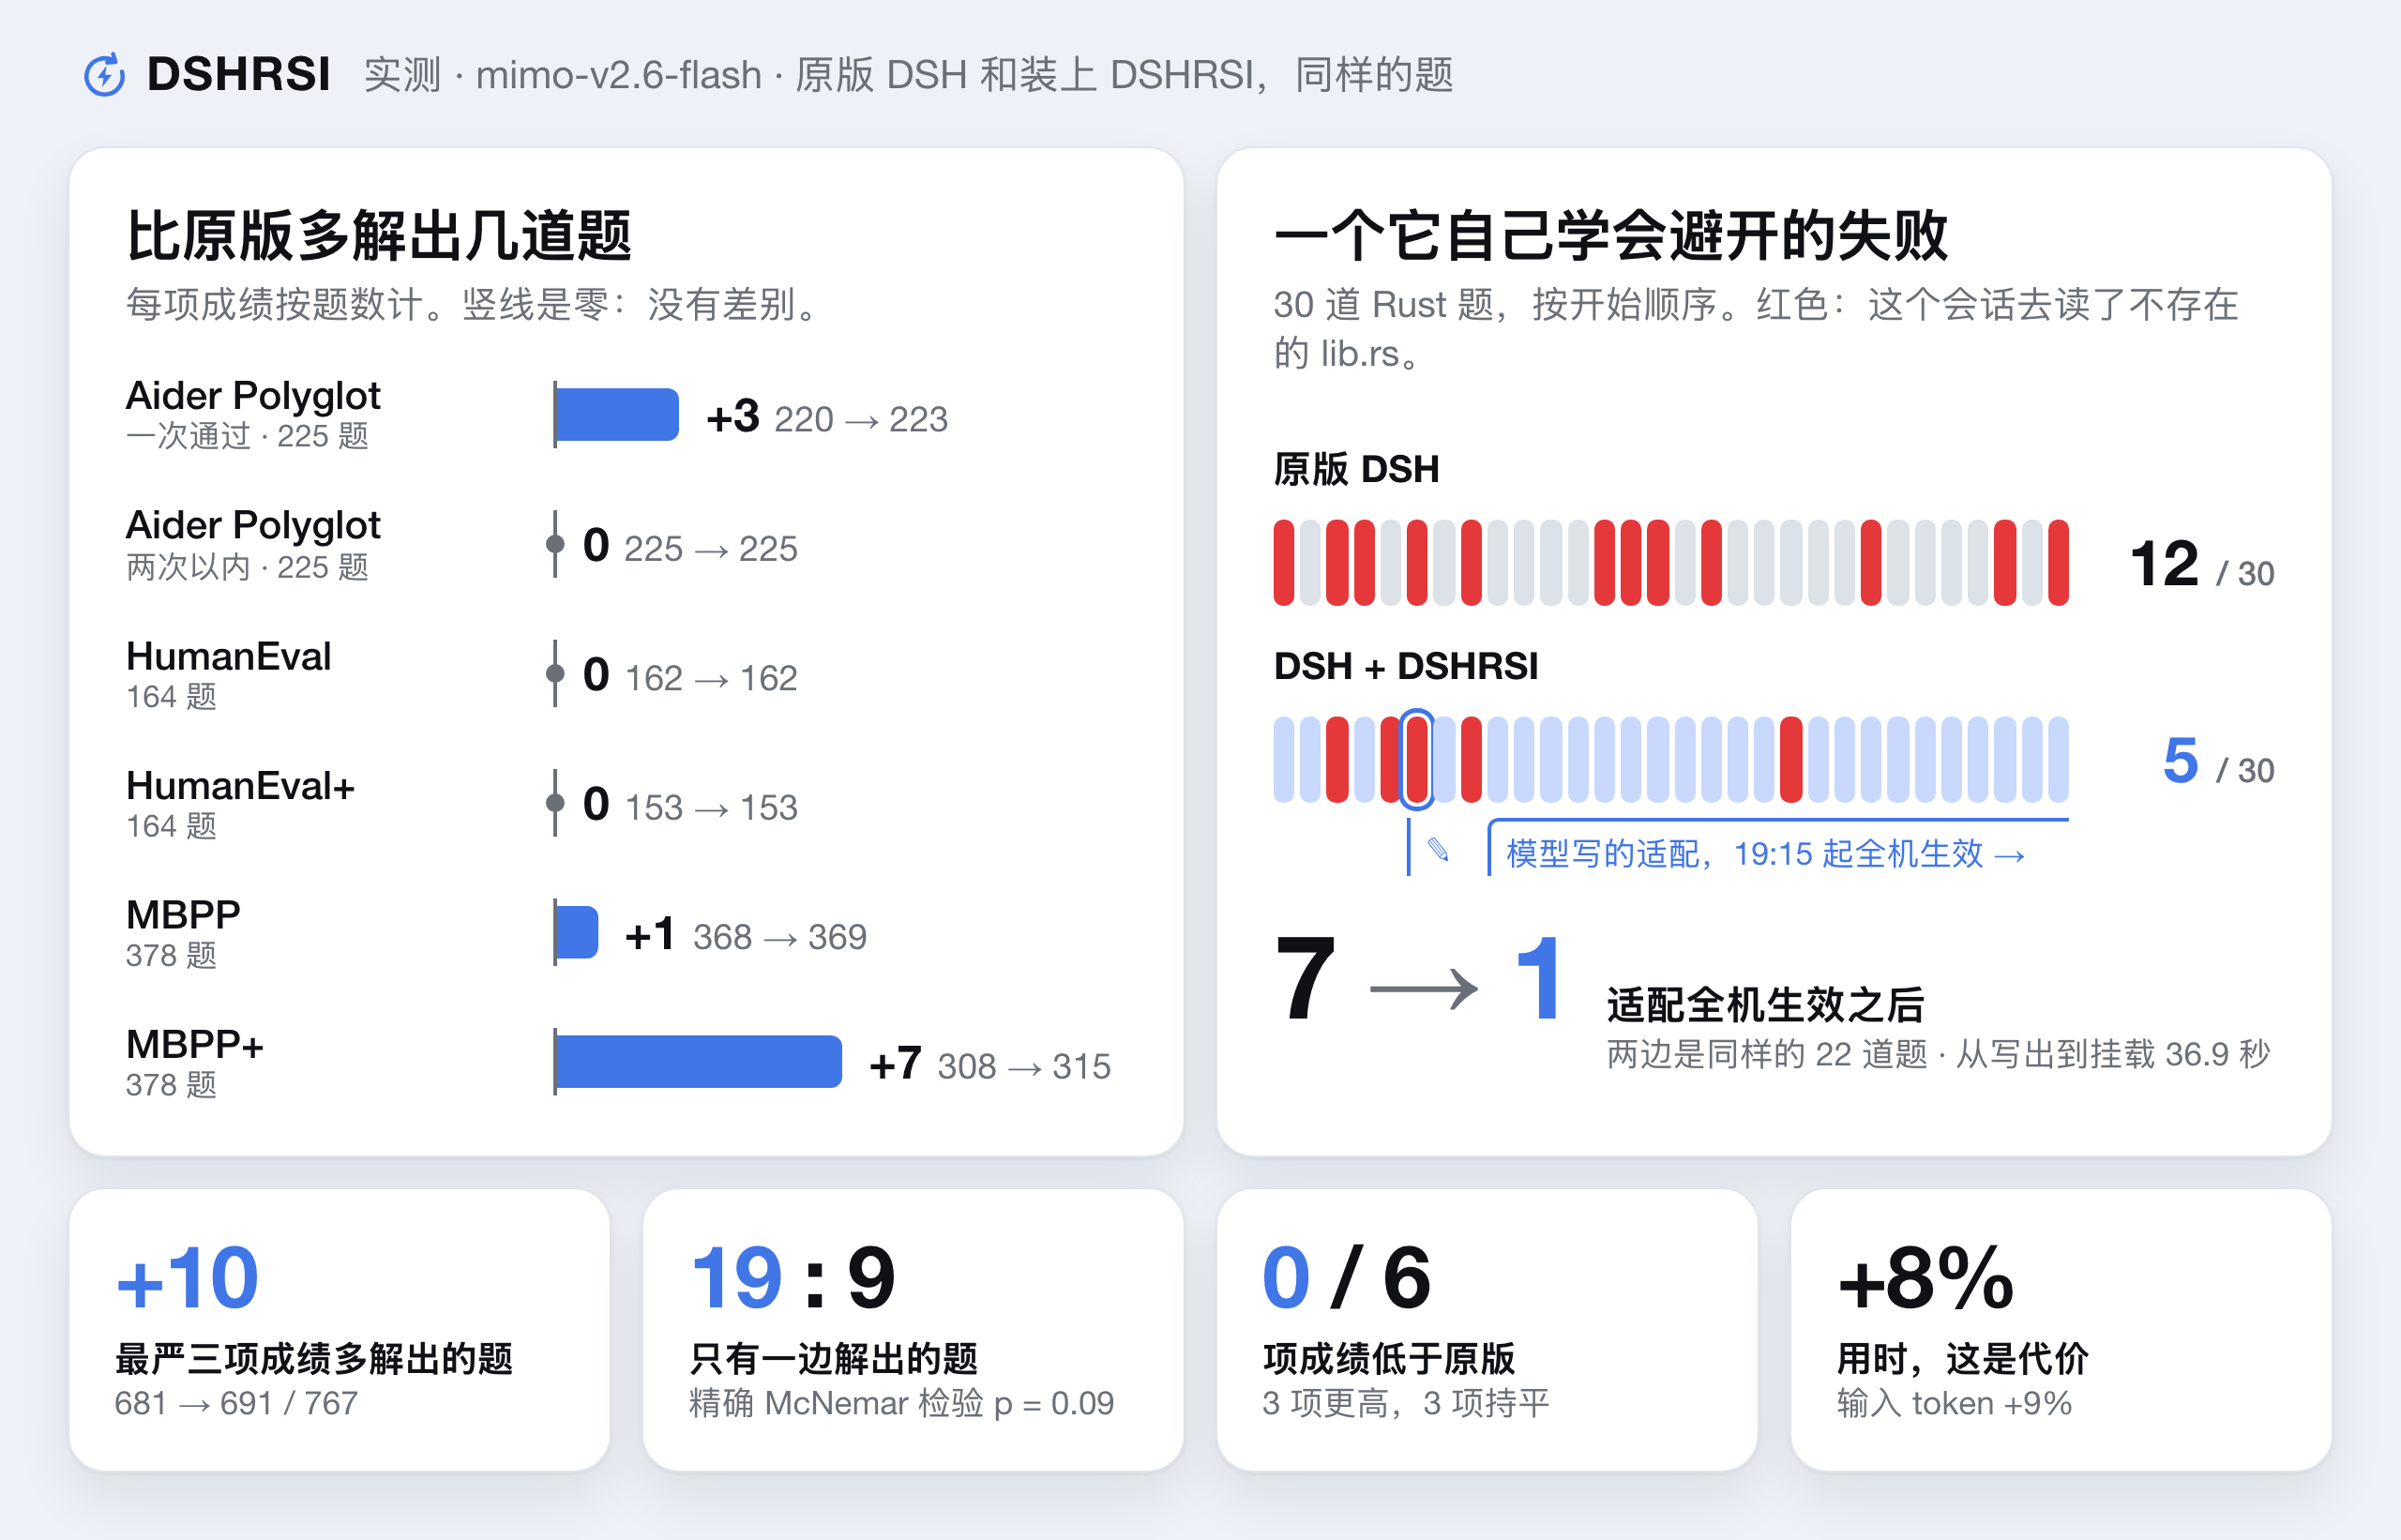 DSHRSI 实测 · mimo-v2.6-flash · 原版 DSH 和装上 DSHRSI，同样的题
比原版多解出几道题
每项成绩按题数计。竖线是零：没有差别。
Aider Polyglot
一次通过 · 225 题
+3 220 → 223
Aider Polyglot
两次以内 · 225 题
0 225 → 225
HumanEval
164 题
0 162 → 162
HumanEval+
164 题
0 153 → 153
MBPP
378 题
+1 368 → 369
MBPP+
378 题
+7 308 → 315
一个它自己学会避开的失败
30 道 Rust 题，按开始顺序。红色：这个会话去读了不存在
的 lib.rs。
原版 DSH
12 / 30
DSH + DSHRSI
5 / 30
✎ 模型写的适配，19:15 起全机生效 →
7 → 1
适配全机生效之后
两边是同样的 22 道题 · 从写出到挂载 36.9 秒
+10
最严三项成绩多解出的题
681 → 691 / 767
19 : 9
只有一边解出的题
精确 McNemar 检验 p = 0.09
0 / 6
项成绩低于原版
3 项更高，3 项持平
+8%
用时，这是代价
输入 token +9%